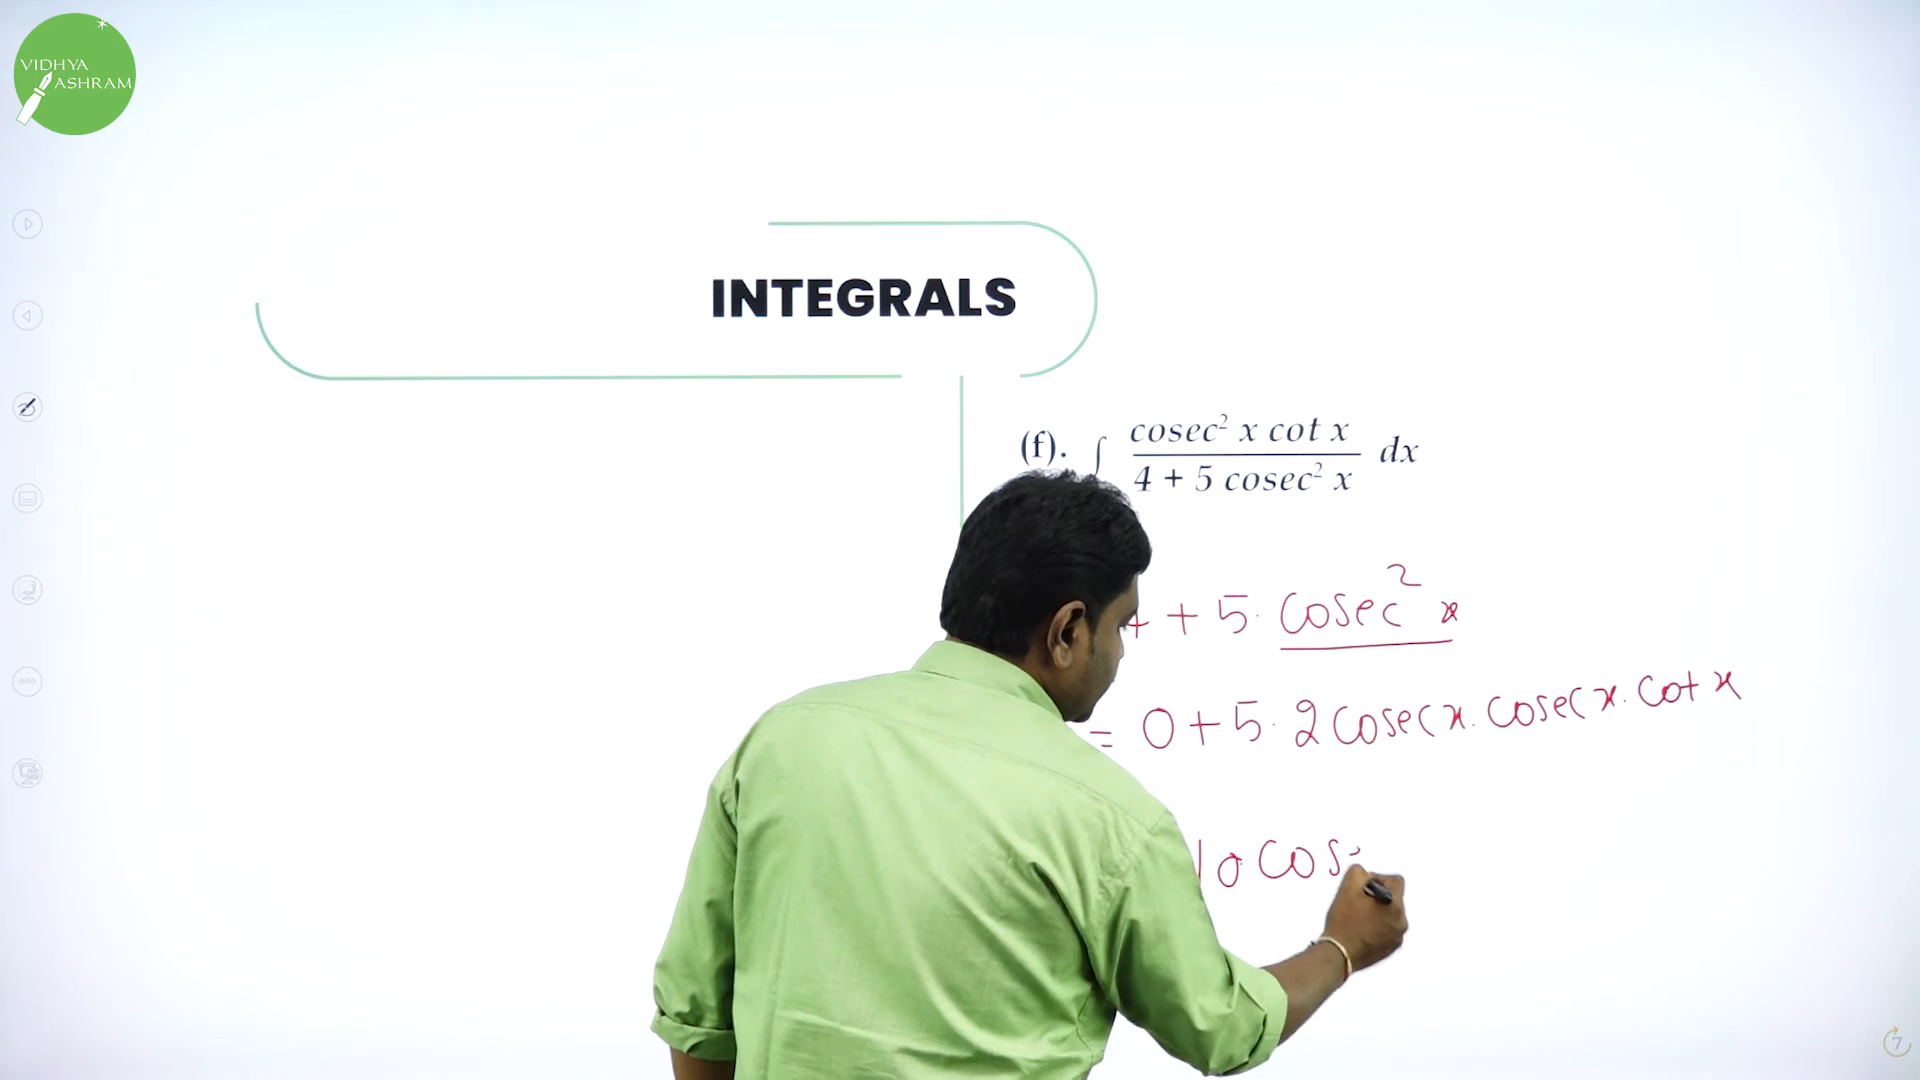 VIDHYA
ASHRAM
INTEGRALS
(f). ∫ cosec² x cot x / 4 + 5 cosec² x dx
+ 5 · cosec² x
= 0 + 5 · 2 cosec x · cosec x · cot x
10 cos
7